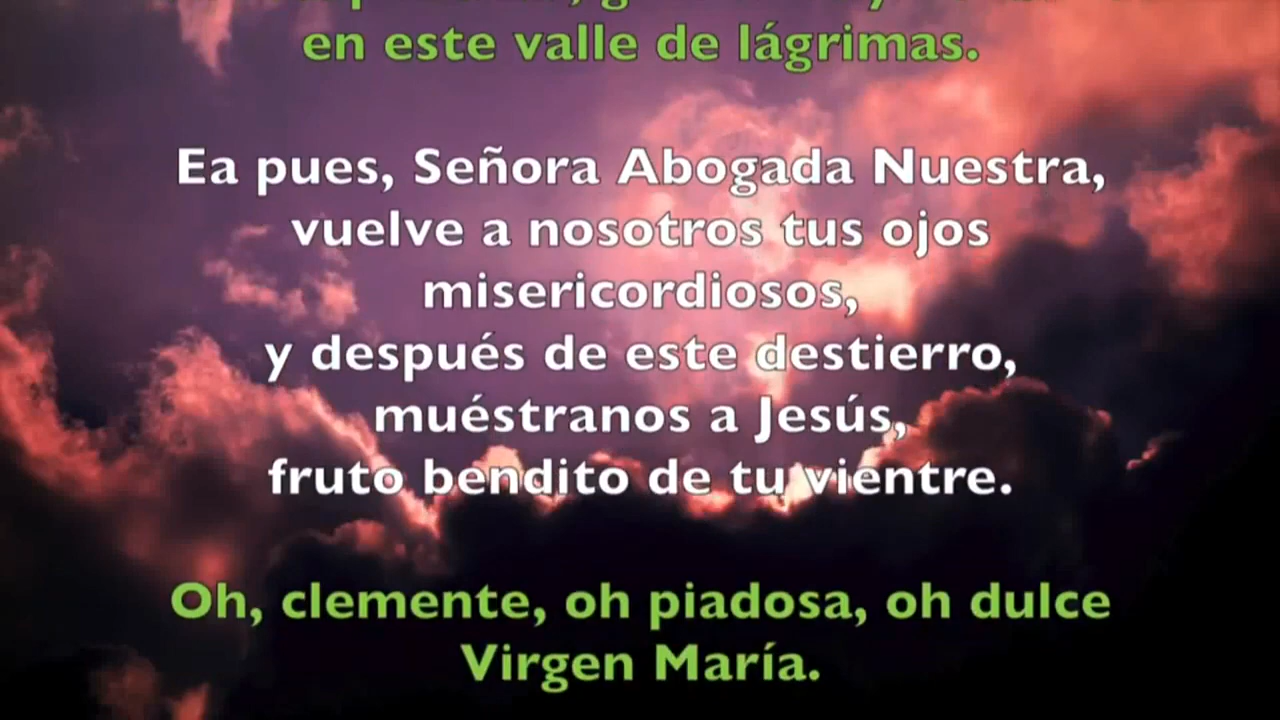 en este valle de lágrimas.
Ea pues, Señora Abogada Nuestra,
vuelve a nosotros tus ojos
misericordiosos,
y después de este destierro,
muéstranos a Jesús,
fruto bendito de tu vientre.
Oh, clemente, oh piadosa, oh dulce
Virgen María.